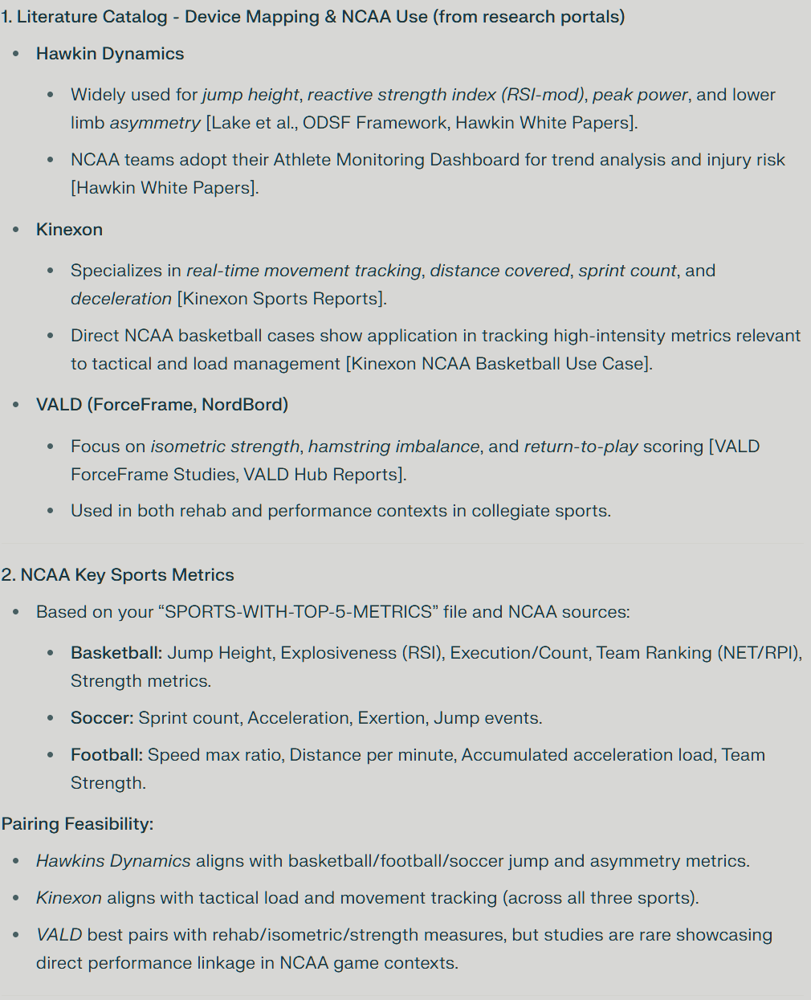 1. Literature Catalog - Device Mapping & NCAA Use (from research portals)
• Hawkin Dynamics
• Widely used for jump height, reactive strength index (RSI-mod), peak power, and lower
limb asymmetry [Lake et al., ODSF Framework, Hawkin White Papers].
• NCAA teams adopt their Athlete Monitoring Dashboard for trend analysis and injury risk
[Hawkin White Papers].
• Kinexon
• Specializes in real-time movement tracking, distance covered, sprint count, and
deceleration [Kinexon Sports Reports].
• Direct NCAA basketball cases show application in tracking high-intensity metrics relevant
to tactical and load management [Kinexon NCAA Basketball Use Case].
• VALD (ForceFrame, NordBord)
• Focus on isometric strength, hamstring imbalance, and return-to-play scoring [VALD
ForceFrame Studies, VALD Hub Reports].
• Used in both rehab and performance contexts in collegiate sports.
2. NCAA Key Sports Metrics
• Based on your “SPORTS-WITH-TOP-5-METRICS” file and NCAA sources:
• Basketball: Jump Height, Explosiveness (RSI), Execution/Count, Team Ranking (NET/RPI),
Strength metrics.
• Soccer: Sprint count, Acceleration, Exertion, Jump events.
• Football: Speed max ratio, Distance per minute, Accumulated acceleration load, Team
Strength.
Pairing Feasibility:
• Hawkins Dynamics aligns with basketball/football/soccer jump and asymmetry metrics.
• Kinexon aligns with tactical load and movement tracking (across all three sports).
• VALD best pairs with rehab/isometric/strength measures, but studies are rare showcasing
direct performance linkage in NCAA game contexts.